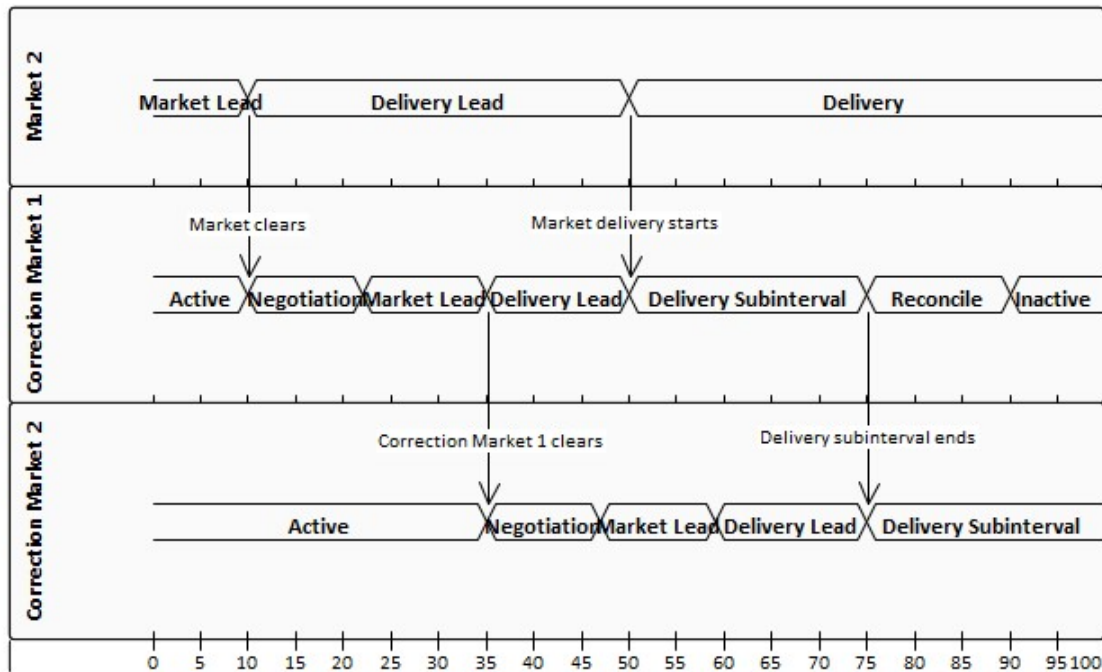 Market 2
Market Lead Delivery Lead Delivery
Correction Market 1
Market clears Market delivery starts
Active Negotiation Market Lead Delivery Lead Delivery Subinterval Reconcile Inactive
Correction Market 2
Correction Market 1 clears Delivery subinterval ends
Active Negotiation Market Lead Delivery Lead Delivery Subinterval
0 5 10 15 20 25 30 35 40 45 50 55 60 65 70 75 80 85 90 95 100